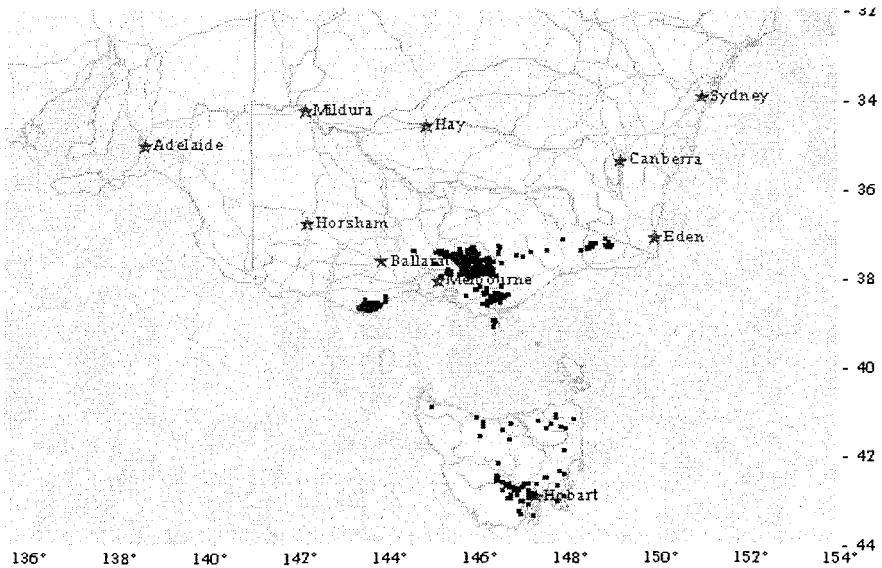 - 32
Sydney
- 34
Mildura
Hay
Adelaide
Canberra
- 36
Horsham
Eden
Ballarat
- 38
Melbourne
- 40
- 42
Hobart
- 44
136° 138° 140° 142° 144° 146° 148° 150° 152° 154°